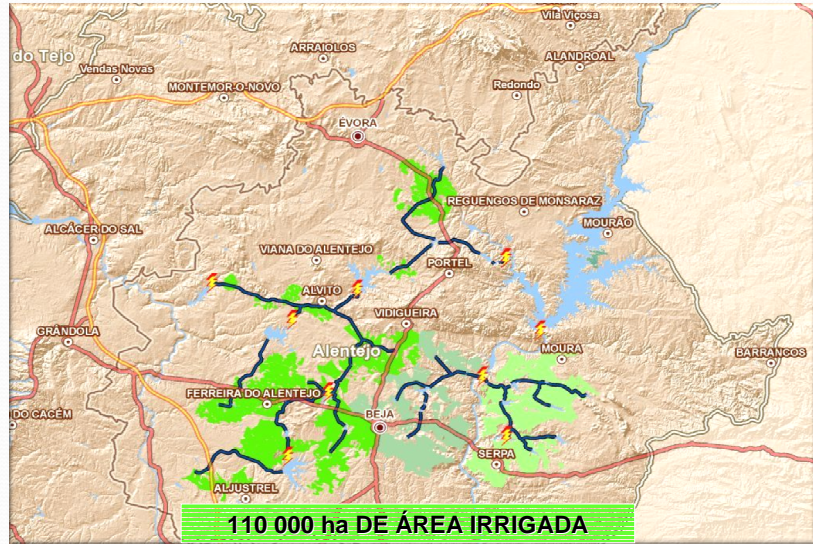 Vila Viçosa
do Tejo
ARRAIOLOS
ALANDROAL
Vendas Novas
MONTEMOR-O-NOVO
Redondo
ÉVORA
REGUENGOS DE MONSARAZ
MOURÃO
ALCÁCER DO SAL
VIANA DO ALENTEJO
PORTEL
ALVITO
VIDIGUEIRA
GRÂNDOLA
Alentejo
MOURA
BARRANCOS
FERREIRA DO ALENTEJO
DO CACÉM
BEJA
SERPA
ALJUSTREL
110 000 ha DE ÁREA IRRIGADA